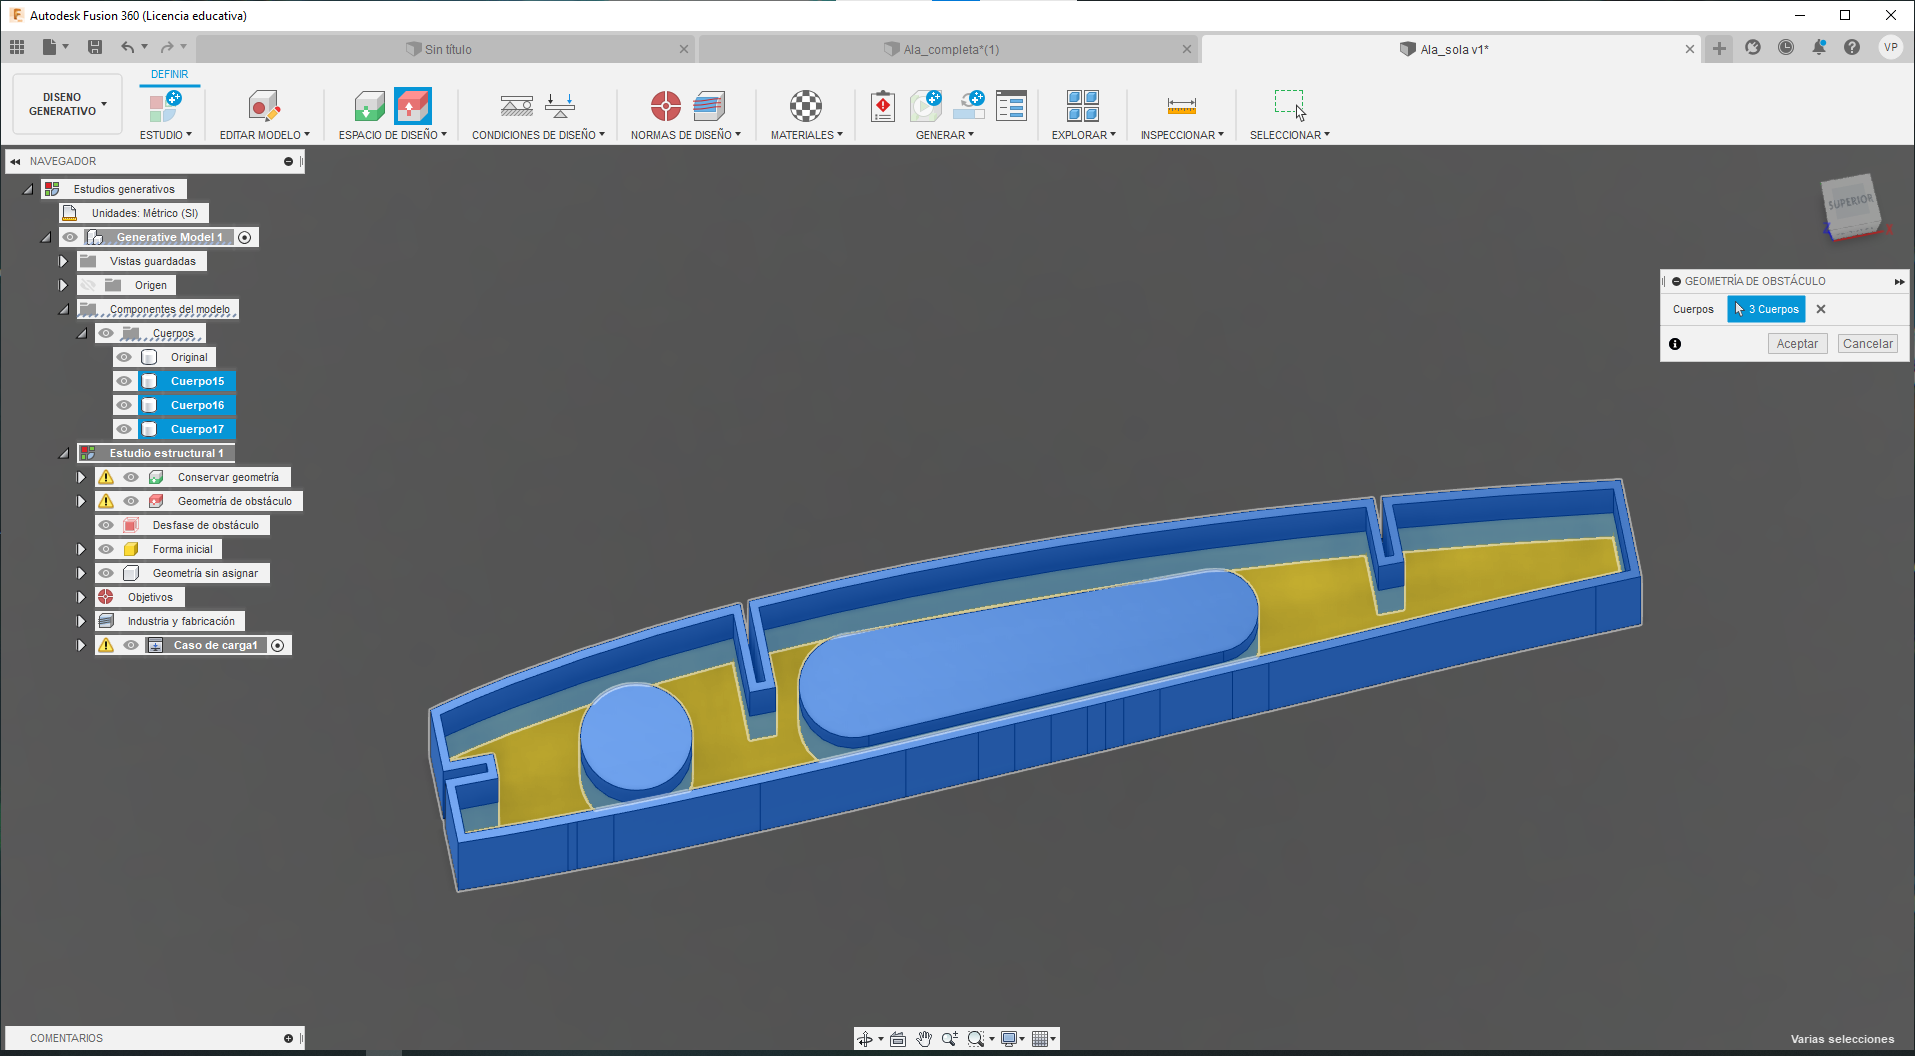 Autodesk Fusion 360 (Licencia educativa)
Sin título
Ala_completa*(1)
Ala_sola v1*
VP
DISEÑO
GENERATIVO
DEFINIR
ESTUDIO
EDITAR MODELO
ESPACIO DE DISEÑO
CONDICIONES DE DISEÑO
NORMAS DE DISEÑO
MATERIALES
GENERAR
EXPLORAR
INSPECCIONAR
SELECCIONAR
NAVEGADOR
Estudios generativos
Unidades: Métrico (SI)
Generative Model 1
Vistas guardadas
Origen
Componentes del modelo
Cuerpos
Original
Cuerpo15
Cuerpo16
Cuerpo17
Estudio estructural 1
Conservar geometría
Geometría de obstáculo
Desfase de obstáculo
Forma inicial
Geometría sin asignar
Objetivos
Industria y fabricación
Caso de carga1
SUPERIOR
Z
X
GEOMETRÍA DE OBSTÁCULO
Cuerpos
3 Cuerpos
Aceptar
Cancelar
COMENTARIOS
Varias selecciones